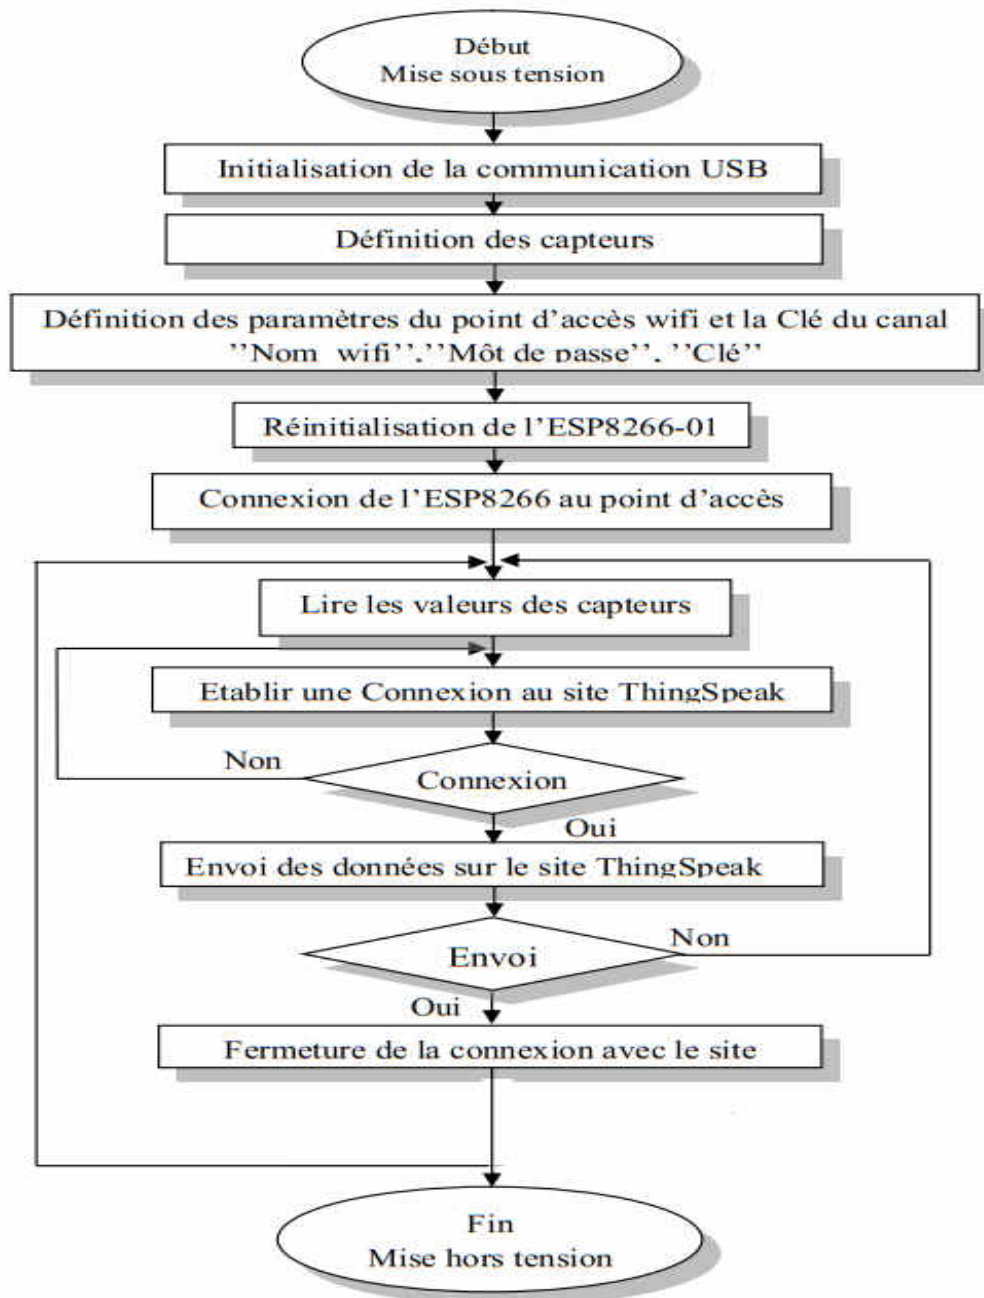 Début
Mise sous tension
Initialisation de la communication USB
Définition des capteurs
Définition des paramètres du point d’accès wifi et la Clé du canal
’’Nom_wifi’’,’’Môt de passe’’, ’’Clé’’
Réinitialisation de l’ESP8266-01
Connexion de l’ESP8266 au point d’accès
Lire les valeurs des capteurs
Etablir une Connexion au site ThingSpeak
Non
Connexion
Oui
Envoi des données sur le site ThingSpeak
Non
Envoi
Oui
Fermeture de la connexion avec le site
Fin
Mise hors tension